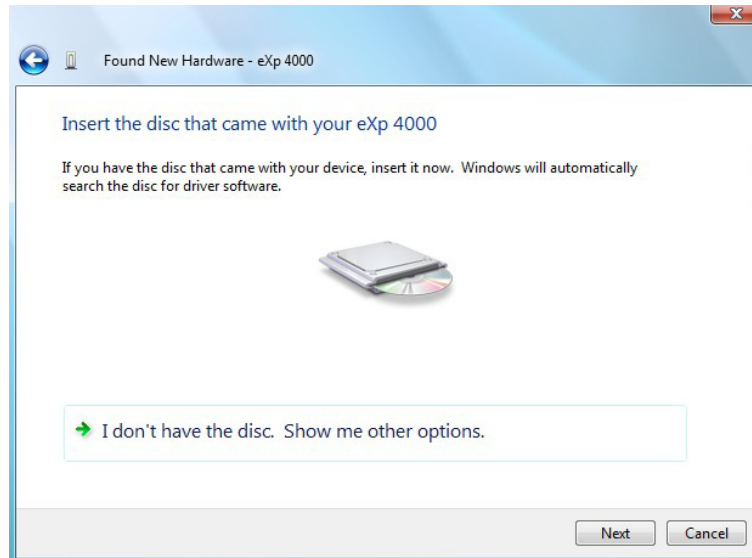 Found New Hardware - eXp 4000
Insert the disc that came with your eXp 4000
If you have the disc that came with your device, insert it now.  Windows will automatically
search the disc for driver software.
I don't have the disc.  Show me other options.
Next
Cancel